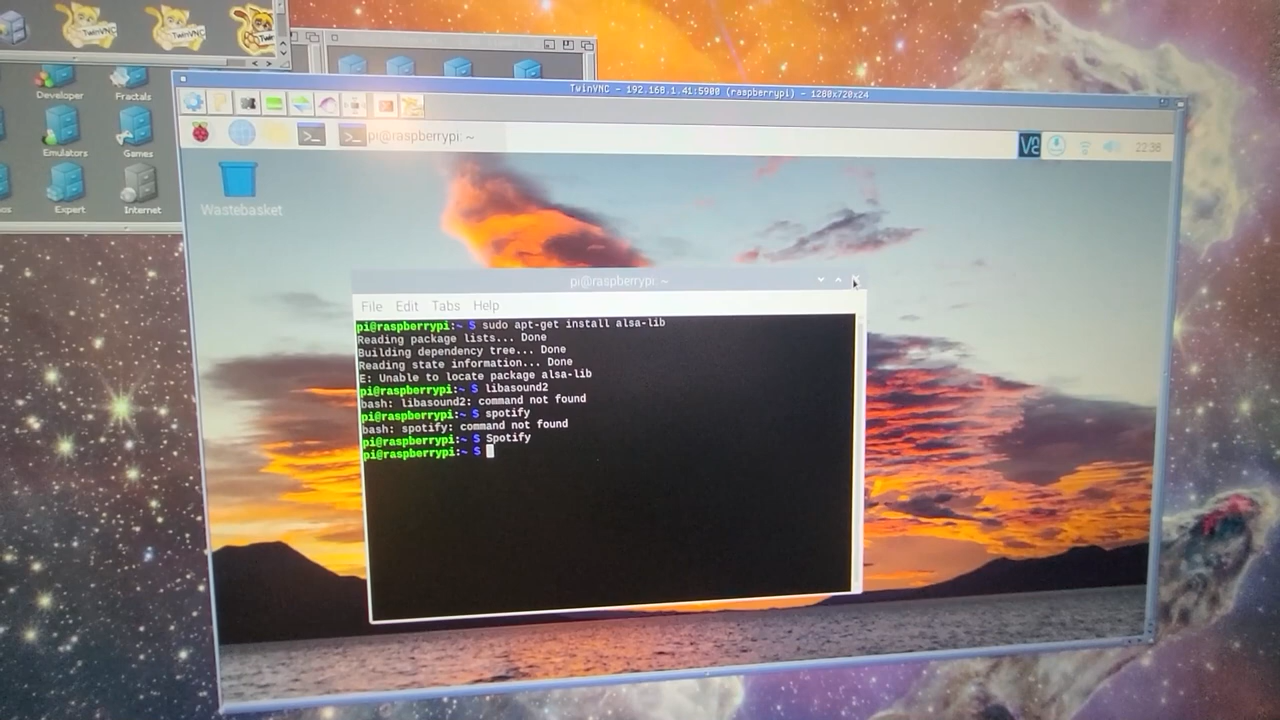 TwinVNC
TwinVNC
Twin
Developer
Fractals
Emulators
Games
Expert
Internet
TwinVNC - 192.168.1.41:5900 (raspberrypi) - 1280x720x24
pi@raspberrypi: ~
22:38
Wastebasket
pi@raspberrypi: ~
File Edit Tabs Help
pi@raspberrypi:~ $ sudo apt-get install alsa-lib
Reading package lists... Done
Building dependency tree... Done
Reading state information... Done
E: Unable to locate package alsa-lib
pi@raspberrypi:~ $ libasound2
bash: libasound2: command not found
pi@raspberrypi:~ $ spotify
bash: spotify: command not found
pi@raspberrypi:~ $ Spotify
pi@raspberrypi:~ $